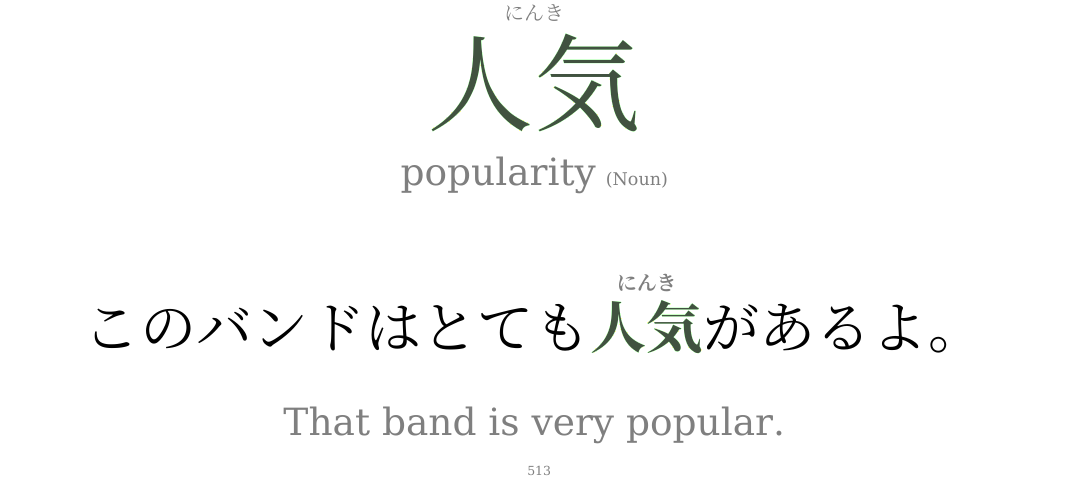 にんき
人気
popularity (Noun)
にんき
このバンドはとても人気があるよ。
That band is very popular.
513